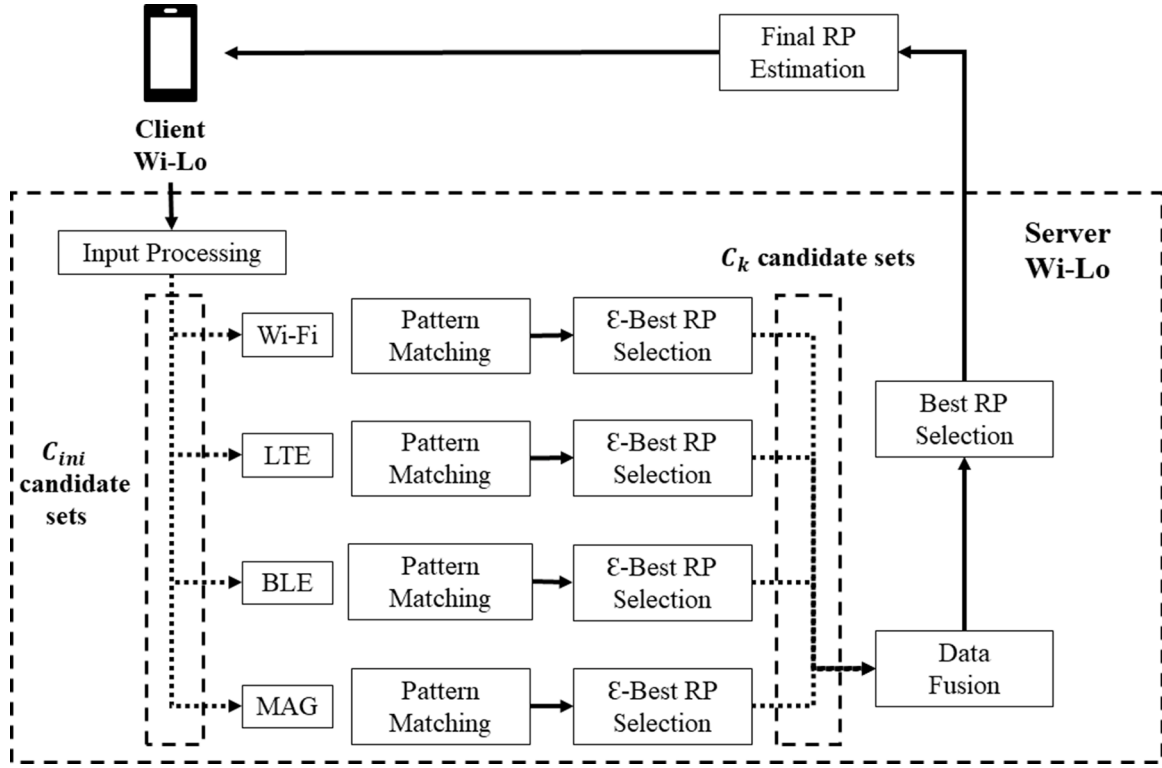 Final RP
Estimation
Client
Wi-Lo
Input Processing
Server
Wi-Lo
C_k candidate sets
Wi-Fi
Pattern
Matching
Ɛ-Best RP
Selection
C_ini
candidate
sets
LTE
Pattern
Matching
Ɛ-Best RP
Selection
Best RP
Selection
BLE
Pattern
Matching
Ɛ-Best RP
Selection
MAG
Pattern
Matching
Ɛ-Best RP
Selection
Data
Fusion